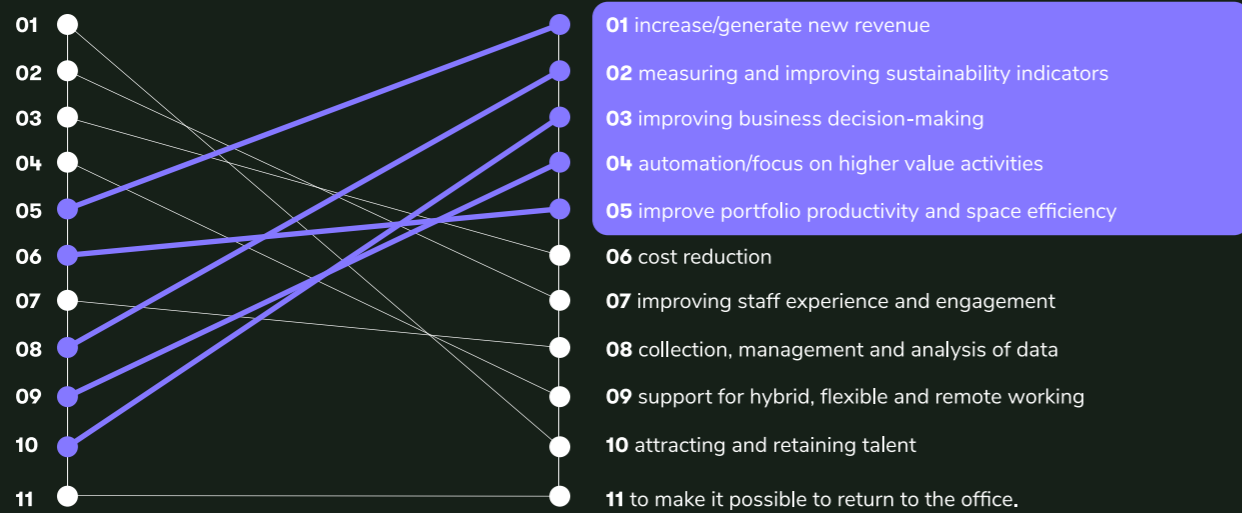 01 01 increase/generate new revenue
02 02 measuring and improving sustainability indicators
03 03 improving business decision-making
04 04 automation/focus on higher value activities
05 05 improve portfolio productivity and space efficiency
06 06 cost reduction
07 07 improving staff experience and engagement
08 08 collection, management and analysis of data
09 09 support for hybrid, flexible and remote working
10 10 attracting and retaining talent
11 11 to make it possible to return to the office.